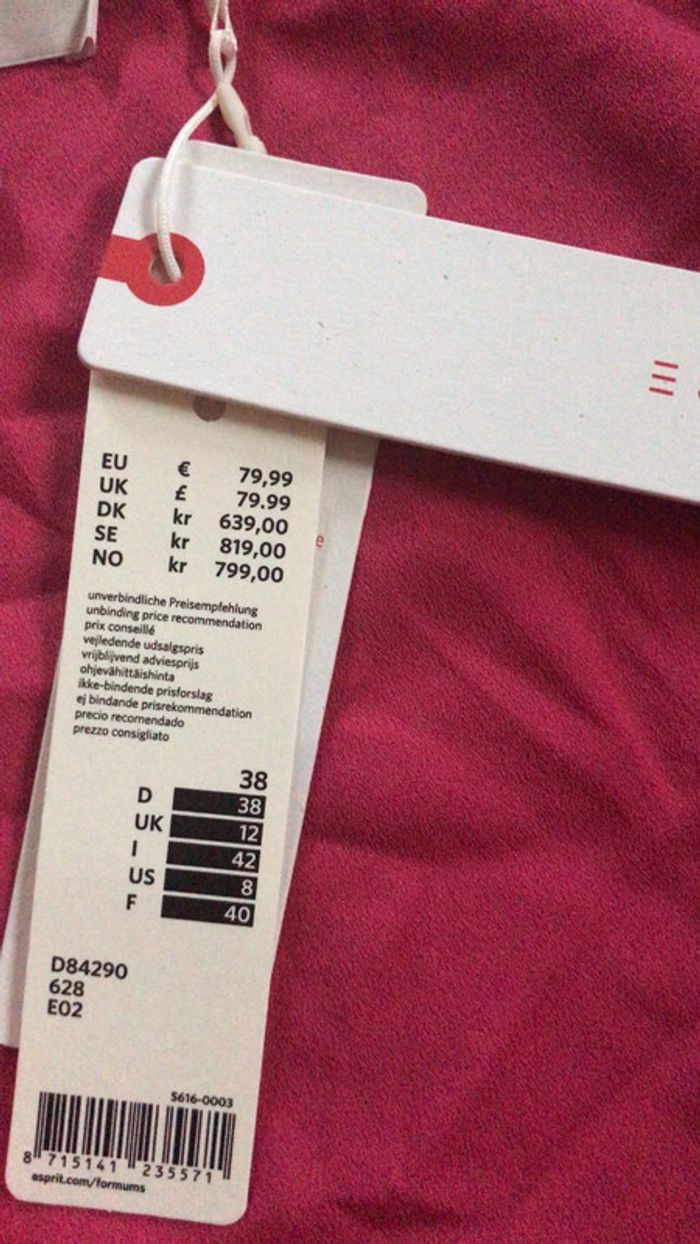 EU € 79,99
UK £ 79.99
DK kr 639,00
SE kr 819,00
NO kr 799,00
unverbindliche Preisempfehlung
unbinding price recommendation
prix conseillé
vejledende udsalgspris
vrijblijvend adviesprijs
ohjevähittäishinta
ikke-bindende prisforslag
ej bindande prisrekommendation
precio recomendado
prezzo consigliato
38
D 38
UK 12
I 42
US 8
F 40
D84290
628
E02
S616-0003
8 715141 235571
esprit.com/formums